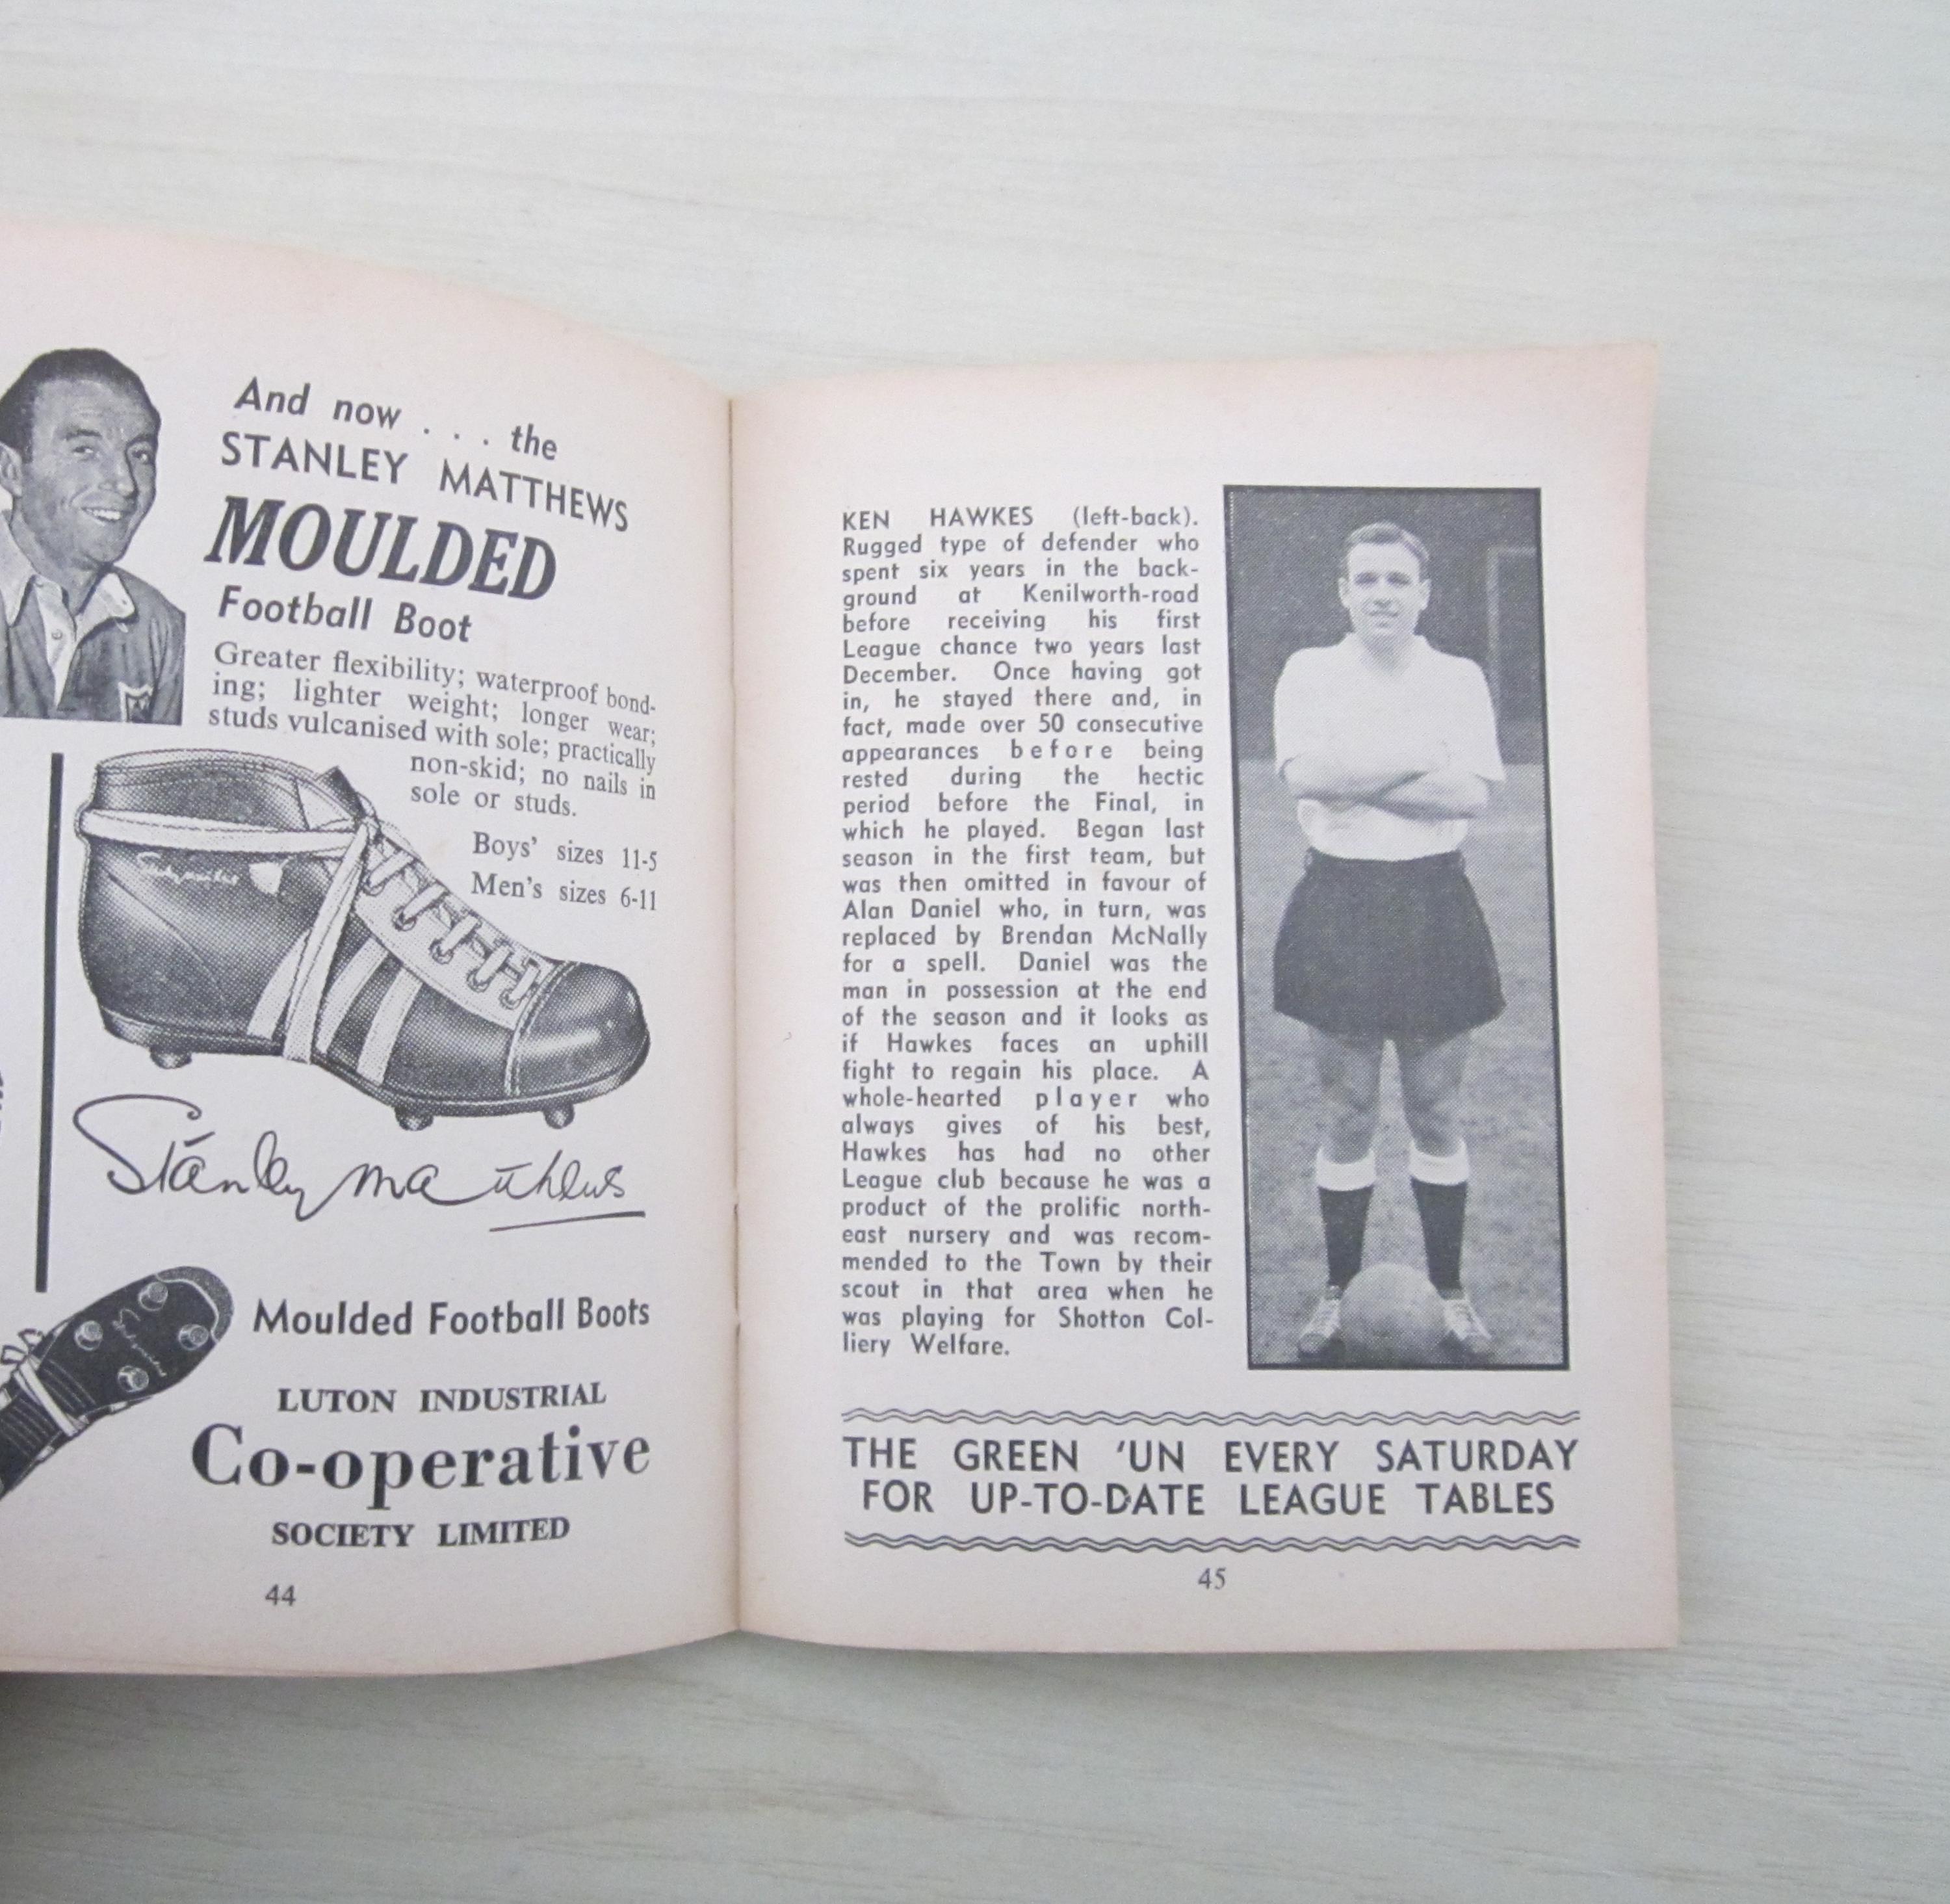 And now . . . the
STANLEY MATTHEWS
MOULDED
Football Boot
Greater flexibility; waterproof bond-
ing; lighter weight; longer wear;
studs vulcanised with sole; practically
non-skid; no nails in
sole or studs.
Boys' sizes 11-5
Men's sizes 6-11
Stanley Matthews
Moulded Football Boots
LUTON INDUSTRIAL
Co-operative
SOCIETY LIMITED
44
KEN HAWKES (left-back).
Rugged type of defender who
spent six years in the back-
ground at Kenilworth-road
before receiving his first
League chance two years last
December. Once having got
in, he stayed there and, in
fact, made over 50 consecutive
appearances before being
rested during the hectic
period before the Final, in
which he played. Began last
season in the first team, but
was then omitted in favour of
Alan Daniel who, in turn, was
replaced by Brendan McNally
for a spell. Daniel was the
man in possession at the end
of the season and it looks as
if Hawkes faces an uphill
fight to regain his place. A
whole-hearted player who
always gives of his best,
Hawkes has had no other
League club because he was a
product of the prolific north-
east nursery and was recom-
mended to the Town by their
scout in that area when he
was playing for Shotton Col-
liery Welfare.
THE GREEN 'UN EVERY SATURDAY
FOR UP-TO-DATE LEAGUE TABLES
45